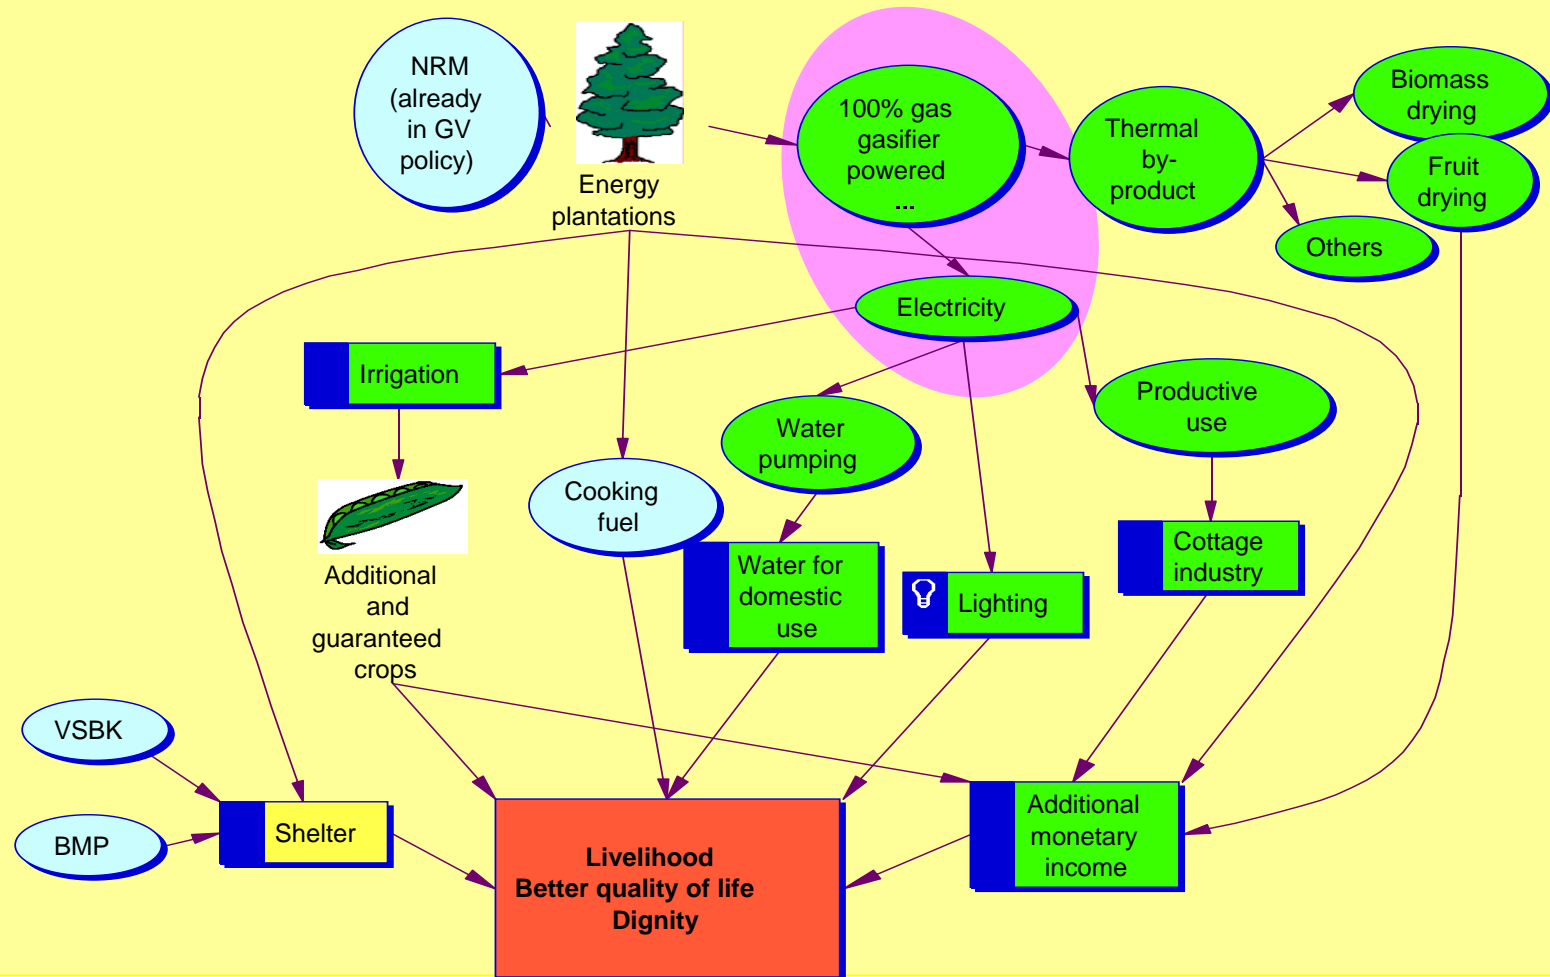 NRM
(already
in GV
policy)
Energy
plantations
100% gas
gasifier
powered
...
Thermal
by-
product
Biomass
drying
Fruit
drying
Others
Electricity
Irrigation
Productive
use
Water
pumping
Cooking
fuel
Cottage
industry
Water for
domestic
use
Lighting
Additional
and
guaranteed
crops
VSBK
BMP
Shelter
Additional
monetary
income
Livelihood
Better quality of life
Dignity